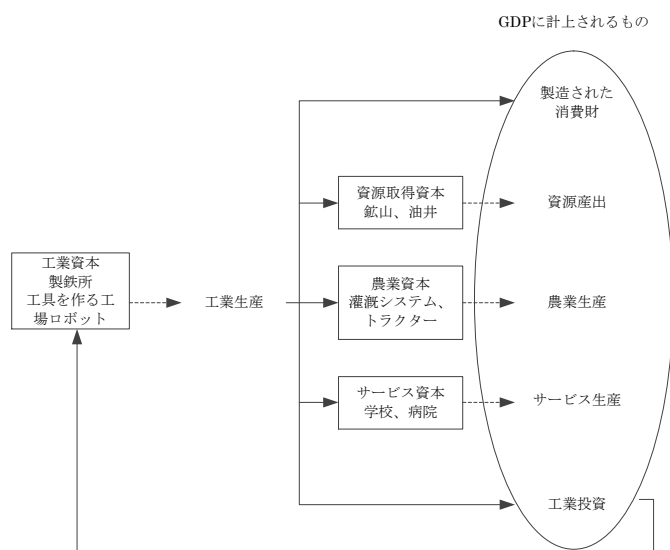 GDPに計上されるもの
製造された
消費財
資源取得資本
鉱山、油井
資源産出
工業資本
製鉄所
工具を作る工
場ロボット
工業生産
農業資本
灌漑システム、
トラクター
農業生産
サービス資本
学校、病院
サービス生産
工業投資